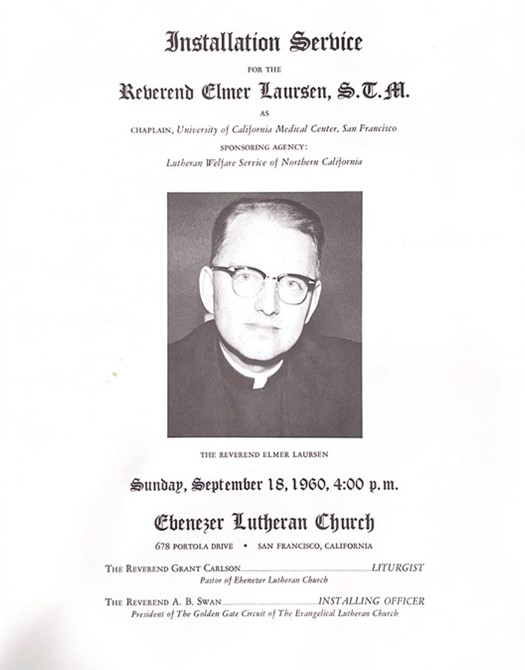 Installation Service
FOR THE
Reverend Elmer Laursen, S.T.M.
AS
CHAPLAIN, University of California Medical Center, San Francisco
SPONSORING AGENCY:
Lutheran Welfare Service of Northern California
THE REVEREND ELMER LAURSEN
Sunday, September 18, 1960, 4:00 p.m.
Ebenezer Lutheran Church
678 PORTOLA DRIVE • SAN FRANCISCO, CALIFORNIA
THE REVEREND GRANT CARLSON LITURGIST
Pastor of Ebenezer Lutheran Church
THE REVEREND A. B. SWAN INSTALLING OFFICER
President of The Golden Gate Circuit of The Evangelical Lutheran Church